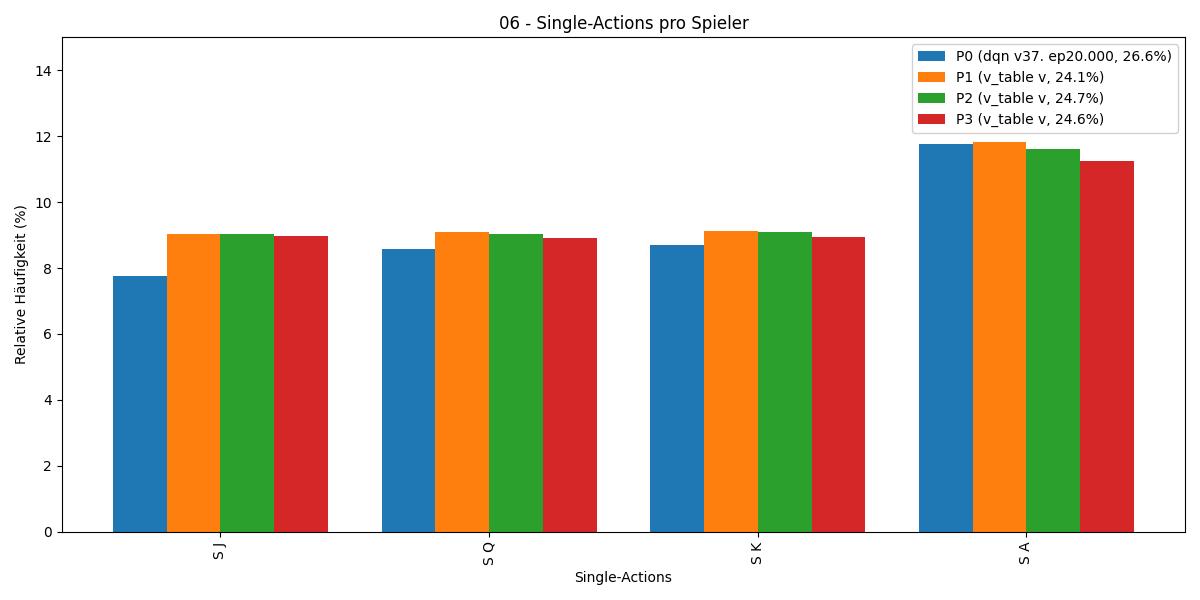 06 - Single-Actions pro Spieler
P0 (dqn v37. ep20.000, 26.6%)
P1 (v_table v, 24.1%)
P2 (v_table v, 24.7%)
P3 (v_table v, 24.6%)
Relative Häufigkeit (%)
14
12
10
8
6
4
2
0
S J
S Q
S K
S A
Single-Actions